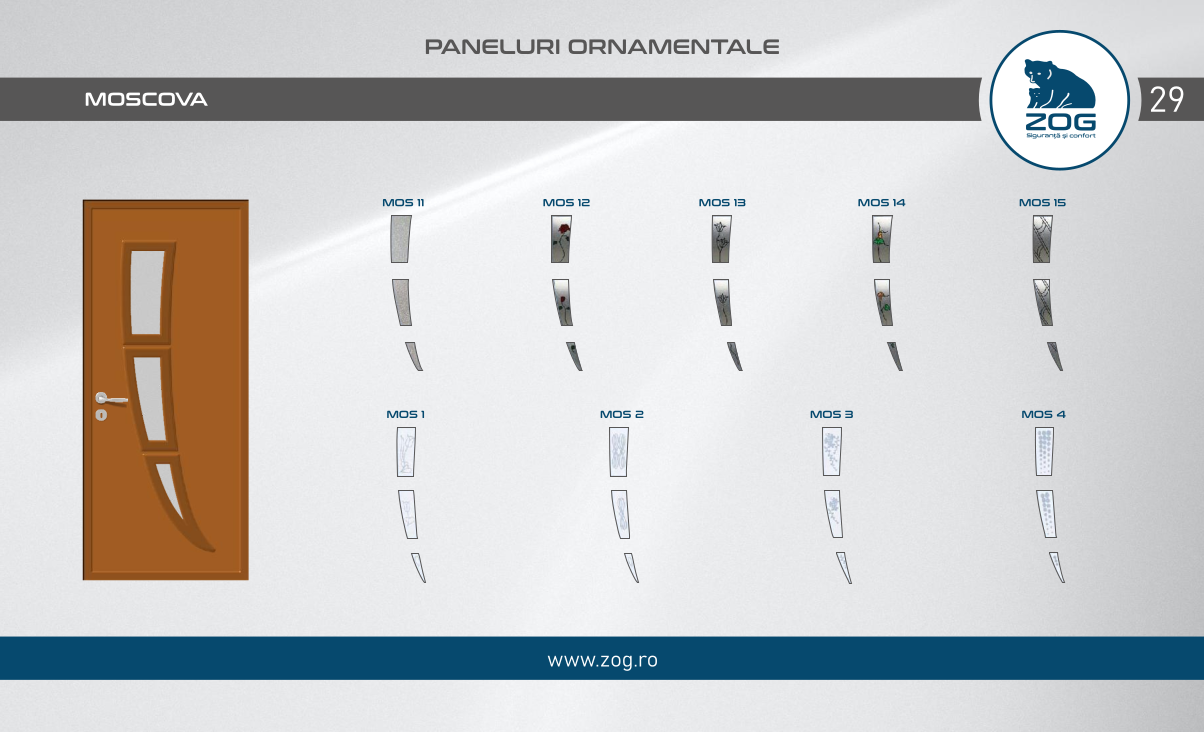 PANELURI ORNAMENTALE
MOSCOVA
ZOG
Siguranță și confort
29
MOS 11
MOS 12
MOS 13
MOS 14
MOS 15
MOS 1
MOS 2
MOS 3
MOS 4
www.zog.ro